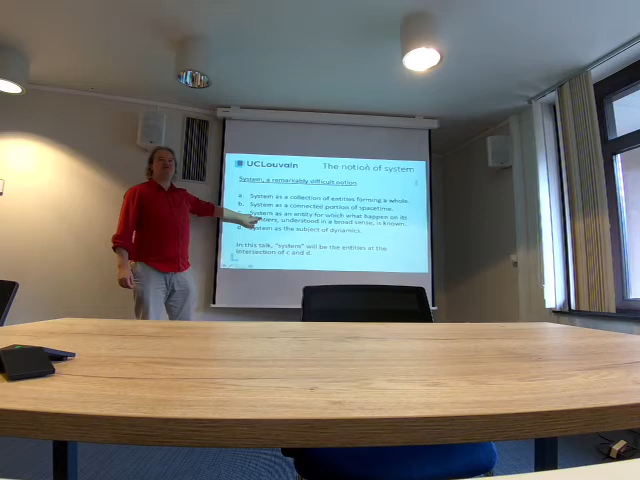 UCLouvain The notion of system
System, a remarkably difficult notion
a. System as a collection of entities forming a whole.
b. System as a connected portion of spacetime.
System as an entity for which what happen on its
understood in a broad sense, is known.
System as the subject of dynamics.
In this talk, "system" will be the entities at the
intersection of c and d.